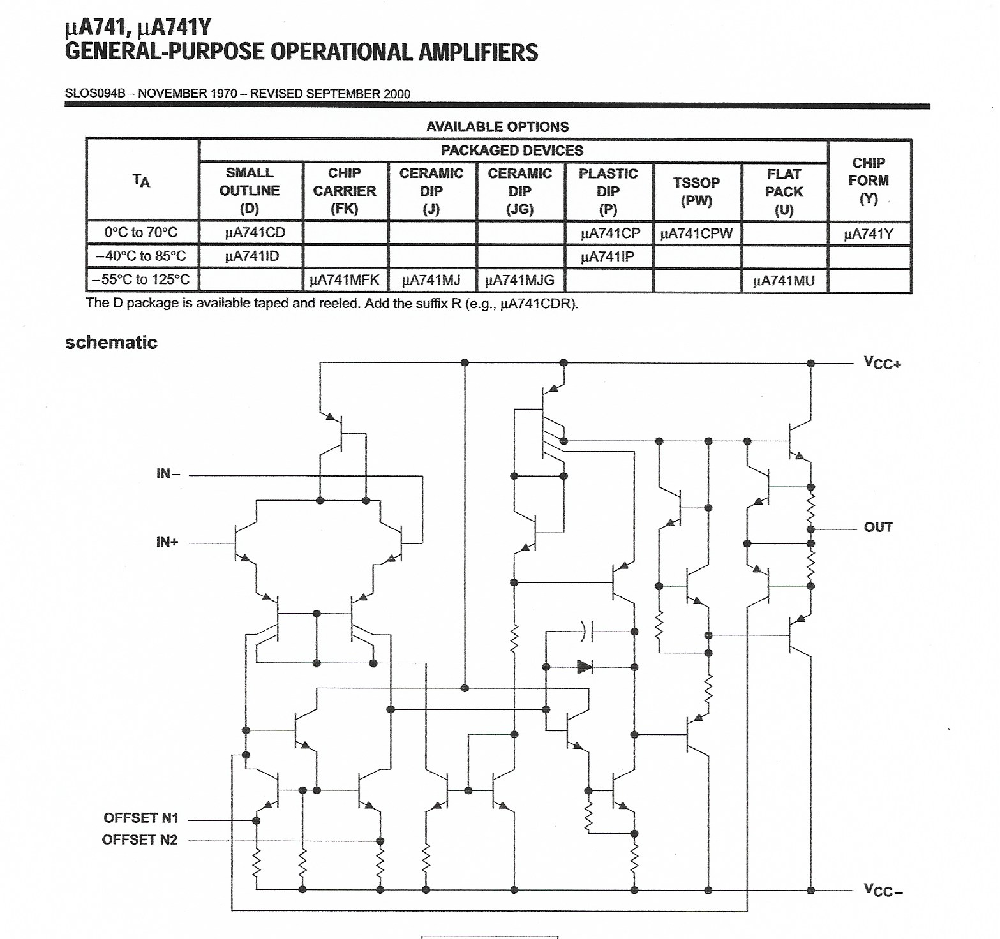 µA741, µA741Y
GENERAL-PURPOSE OPERATIONAL AMPLIFIERS
SLOS094B – NOVEMBER 1970 – REVISED SEPTEMBER 2000
AVAILABLE OPTIONS
TA
PACKAGED DEVICES
CHIP FORM (Y)
SMALL OUTLINE (D)
CHIP CARRIER (FK)
CERAMIC DIP (J)
CERAMIC DIP (JG)
PLASTIC DIP (P)
TSSOP (PW)
FLAT PACK (U)
0°C to 70°C µA741CD µA741CP µA741CPW µA741Y
–40°C to 85°C µA741ID µA741IP
–55°C to 125°C µA741MFK µA741MJ µA741MJG µA741MU
The D package is available taped and reeled. Add the suffix R (e.g., µA741CDR).
schematic
VCC+
IN–
OUT
IN+
OFFSET N1
OFFSET N2
VCC–